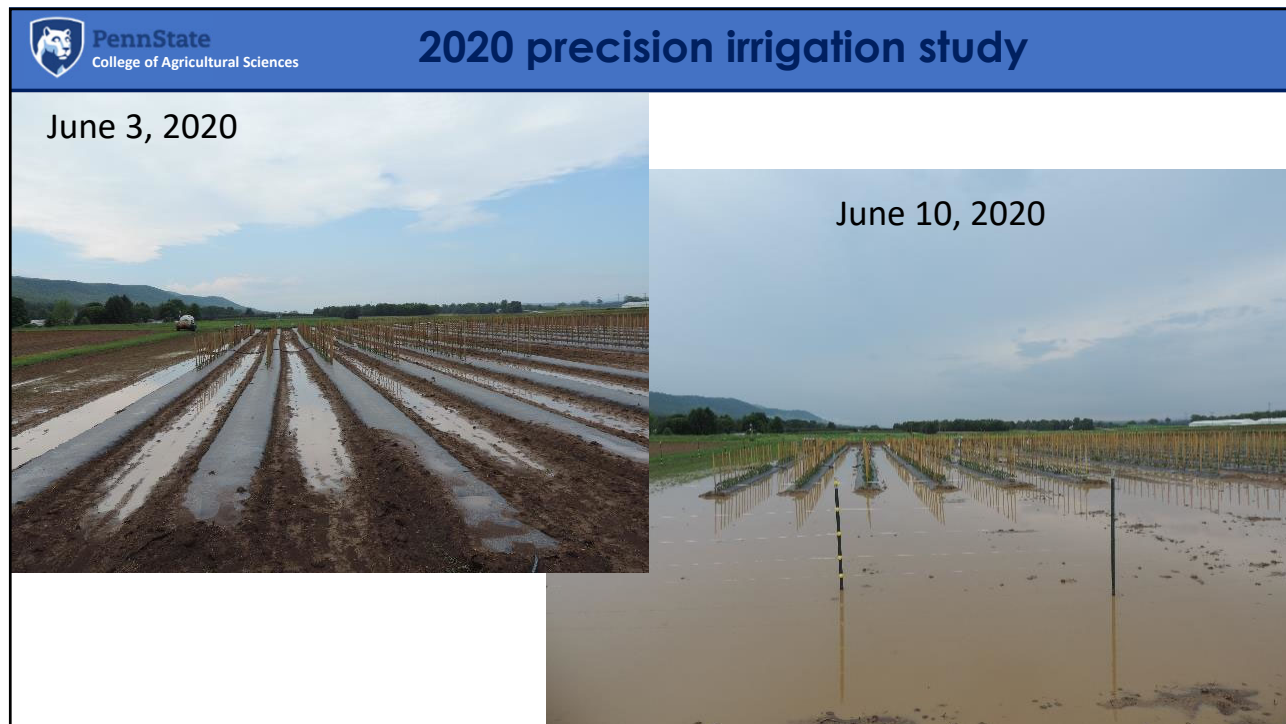 PennState
College of Agricultural Sciences
2020 precision irrigation study
June 3, 2020
June 10, 2020